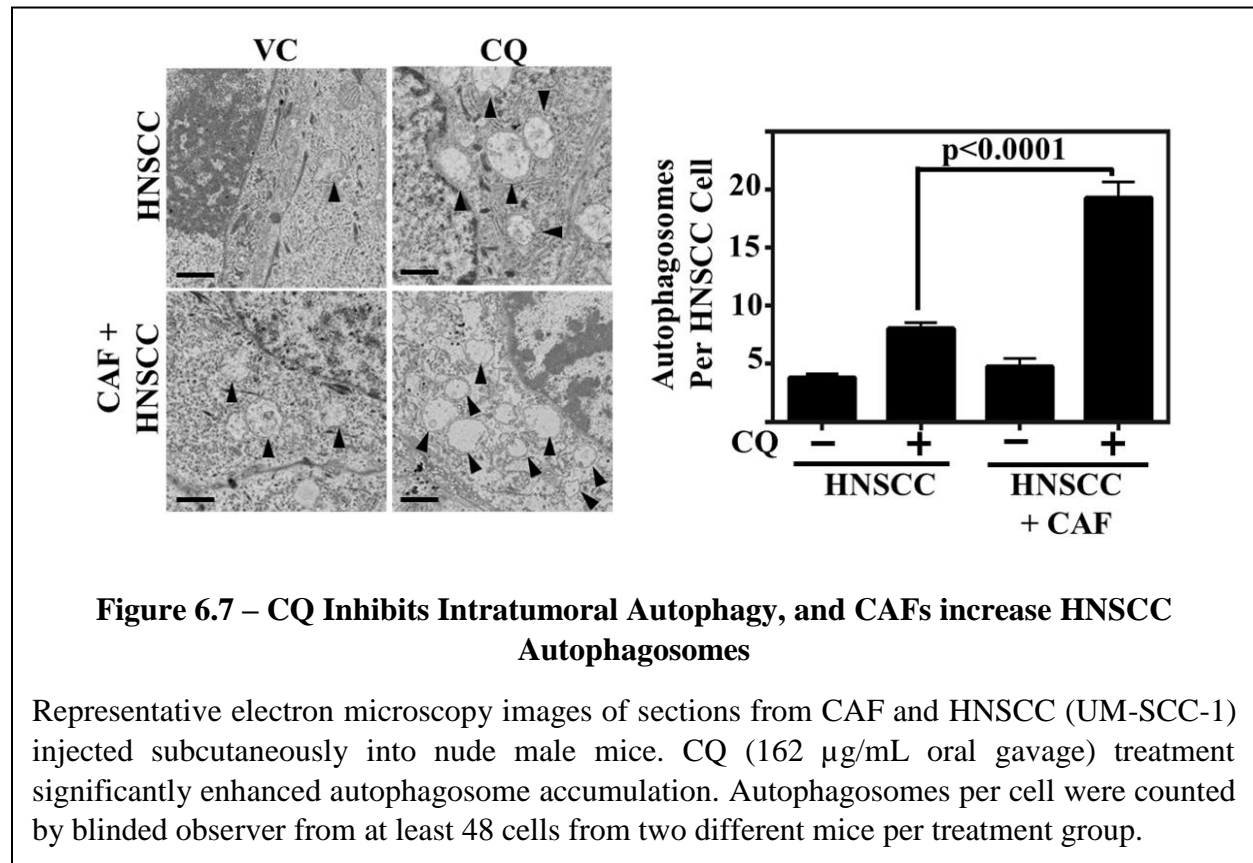 VC
CQ
HNSCC
CAF +
HNSCC
Autophagosomes
Per HNSCC Cell
20
15
10
5
p<0.0001
CQ − + − +
HNSCC
HNSCC
+ CAF
Figure 6.7 – CQ Inhibits Intratumoral Autophagy, and CAFs increase HNSCC
Autophagosomes
Representative electron microscopy images of sections from CAF and HNSCC (UM-SCC-1)
injected subcutaneously into nude male mice. CQ (162 µg/mL oral gavage) treatment
significantly enhanced autophagosome accumulation. Autophagosomes per cell were counted
by blinded observer from at least 48 cells from two different mice per treatment group.